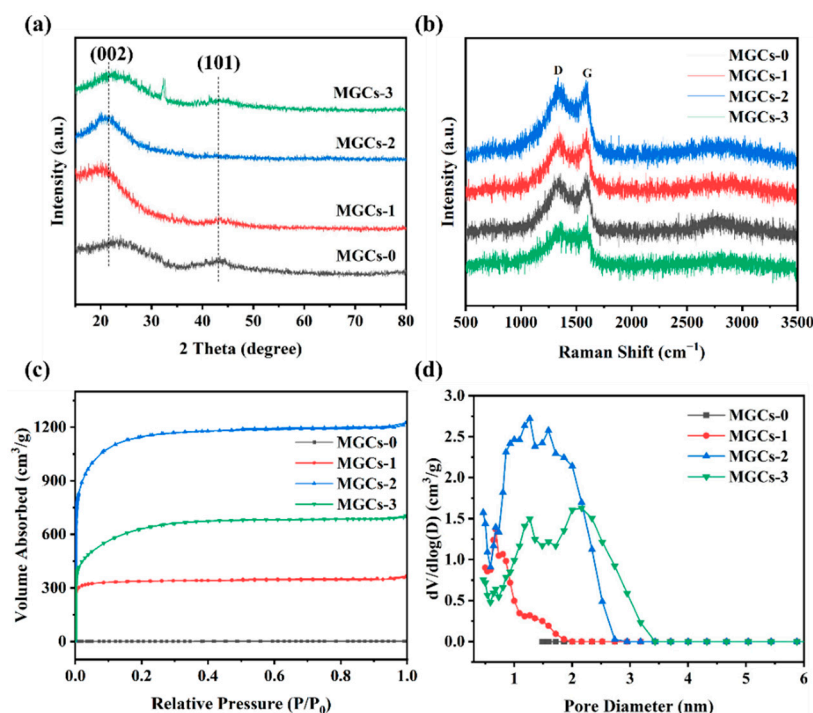 (a)
(002)
(101)
MGCs-3
MGCs-2
MGCs-1
MGCs-0
Intensity (a.u.)
20 30 40 50 60 70 80
2 Theta (degree)
(b)
D G
MGCs-0
MGCs-1
MGCs-2
MGCs-3
Intensity (a.u.)
500 1000 1500 2000 2500 3000 3500
Raman Shift (cm⁻¹)
(c)
1200
900
600
300
0
MGCs-0
MGCs-1
MGCs-2
MGCs-3
Volume Absorbed (cm³/g)
0.0 0.2 0.4 0.6 0.8 1.0
Relative Pressure (P/P₀)
(d)
3.0
2.5
2.0
1.5
1.0
0.5
0.0
MGCs-0
MGCs-1
MGCs-2
MGCs-3
dV/dlog(D) (cm³/g)
1 2 3 4 5 6
Pore Diameter (nm)